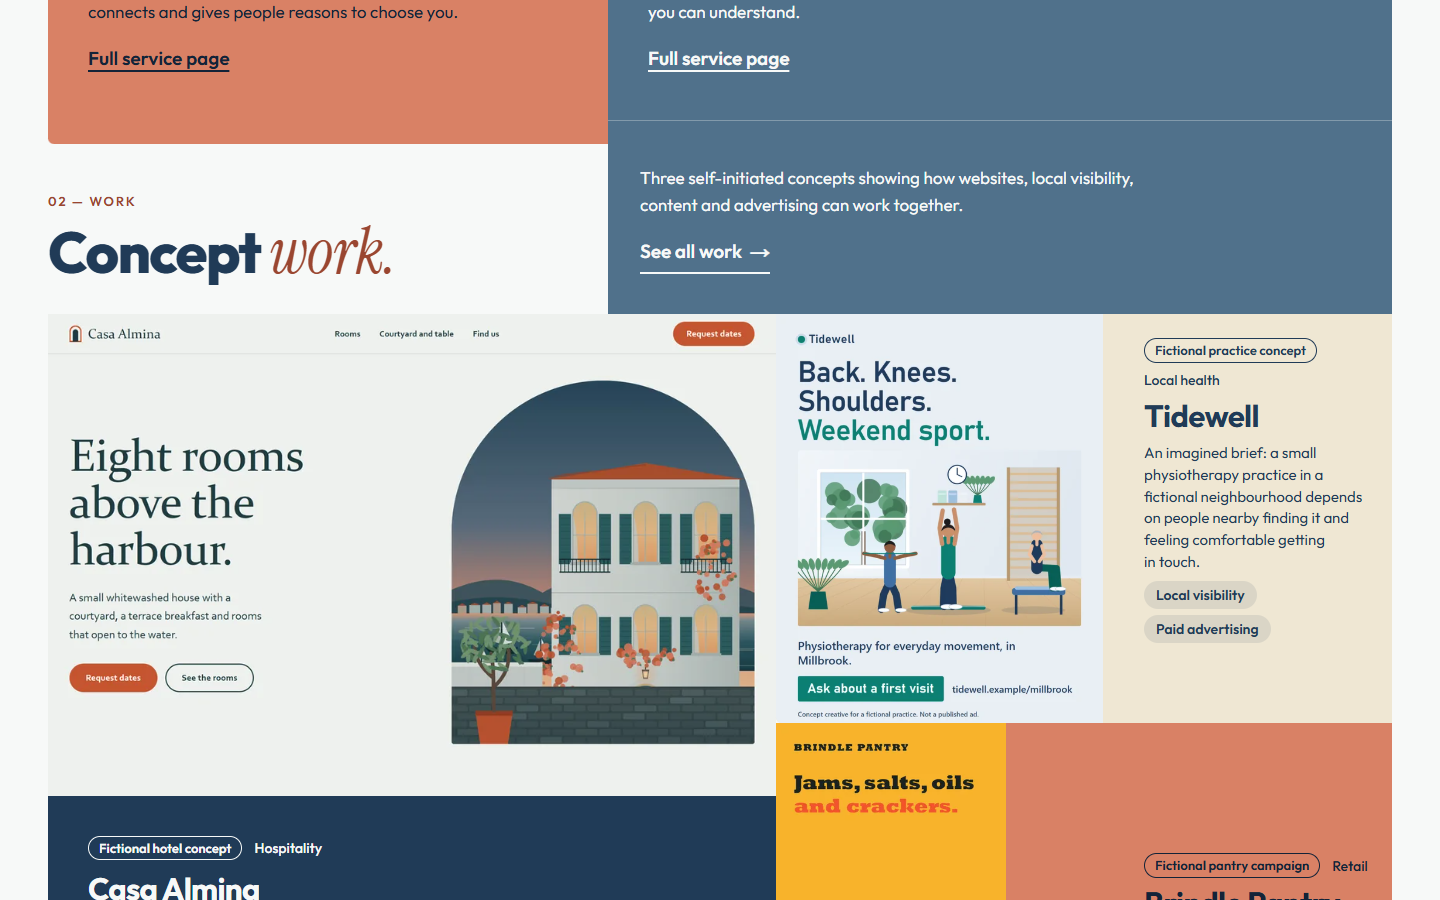 connects and gives people reasons to choose you.
Full service page
you can understand.
Full service page
02 — WORK
Concept work.
Three self-initiated concepts showing how websites, local visibility,
content and advertising can work together.
See all work →
Casa Almina
Rooms
Courtyard and table
Find us
Request dates
Eight rooms
above the
harbour.
A small whitewashed house with a
courtyard, a terrace breakfast and rooms
that open to the water.
Request dates
See the rooms
Fictional hotel concept
Hospitality
Casa Almina
Tidewell
Back. Knees.
Shoulders.
Weekend sport.
Physiotherapy for everyday movement, in
Millbrook.
Ask about a first visit
tidewell.example/millbrook
Concept creative for a fictional practice. Not a published ad.
Fictional practice concept
Local health
Tidewell
An imagined brief: a small
physiotherapy practice in a
fictional neighbourhood depends
on people nearby finding it and
feeling comfortable getting
in touch.
Local visibility
Paid advertising
BRINDLE PANTRY
Jams, salts, oils
and crackers.
Fictional pantry campaign
Retail
Brindle Pantry